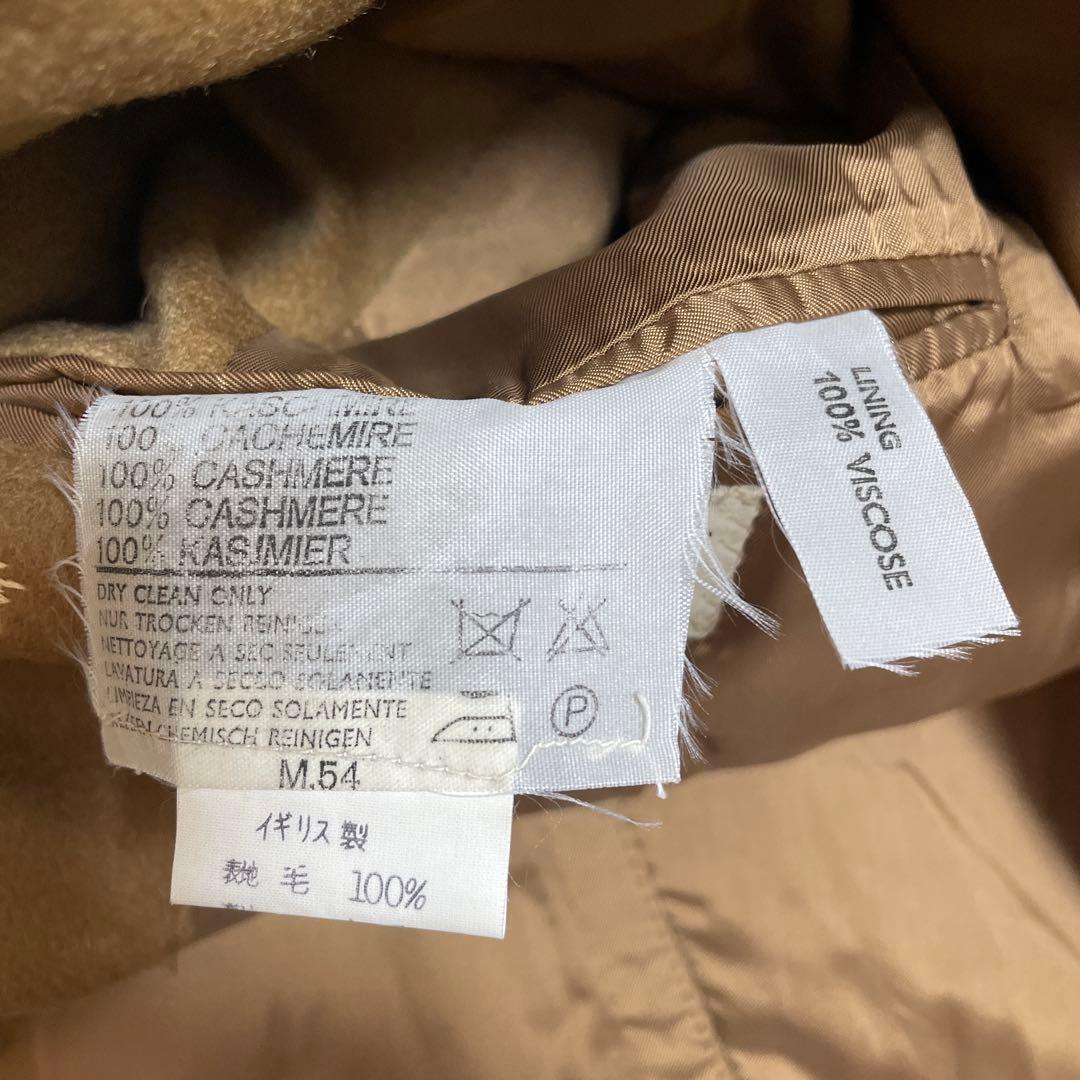 100% KASCHMIRE
100% CACHEMIRE
100% CASHMERE
100% CASHMERE
100% KASJMIER
DRY CLEAN ONLY
NUR TROCKEN REINIGEN
NETTOYAGE A SEC SEULEMENT
LAVATURA A SECCO SOLAMENTE
LIMPIEZA EN SECO SOLAMENTE
CHEMISCH REINIGEN
P
M.54
イギリス製
表地 毛 100%
LINING
100% VISCOSE